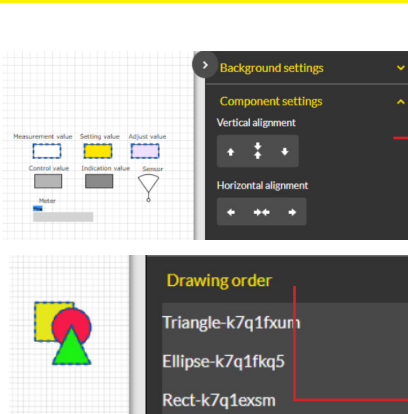 Background settings
Component settings
Vertical alignment
Measurement value Setting value Adjust value
Control value Indication value Sensor
Horizontal alignment
Meter
Drawing order
Triangle-k7q1fxum
Ellipse-k7q1fkq5
Rect-k7q1exsm